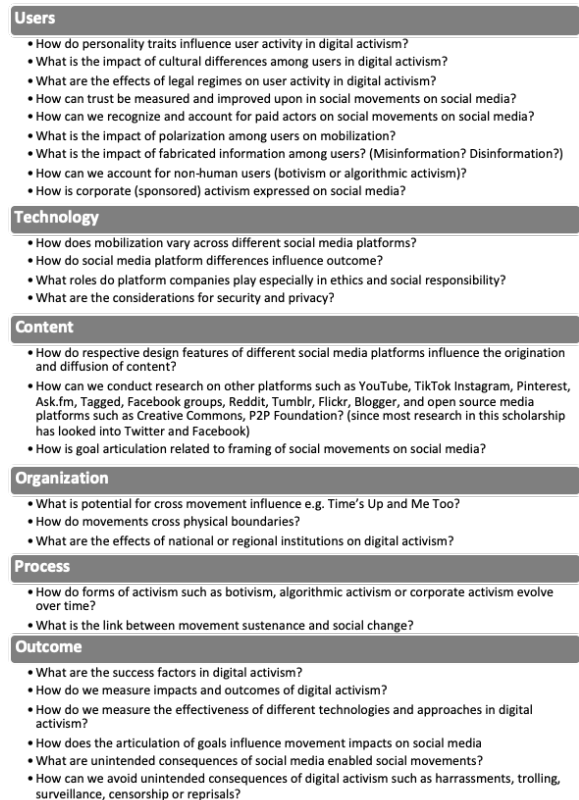 Users
• How do personality traits influence user activity in digital activism?
• What is the impact of cultural differences among users in digital activism?
• What are the effects of legal regimes on user activity in digital activism?
• How can trust be measured and improved upon in social movements on social media?
• How can we recognize and account for paid actors on social movements on social media?
• What is the impact of polarization among users on mobilization?
• What is the impact of fabricated information among users? (Misinformation? Disinformation?)
• How can we account for non-human users (botivism or algorithmic activism)?
• How is corporate (sponsored) activism expressed on social media?
Technology
• How does mobilization vary across different social media platforms?
• How do social media platform differences influence outcome?
• What roles do platform companies play especially in ethics and social responsibility?
• What are the considerations for security and privacy?
Content
• How do respective design features of different social media platforms influence the origination
and diffusion of content?
• How can we conduct research on other platforms such as YouTube, TikTok Instagram, Pinterest,
Ask.fm, Tagged, Facebook groups, Reddit, Tumblr, Flickr, Blogger, and open source media
platforms such as Creative Commons, P2P Foundation? (since most research in this scholarship
has looked into Twitter and Facebook)
• How is goal articulation related to framing of social movements on social media?
Organization
• What is potential for cross movement influence e.g. Time's Up and Me Too?
• How do movements cross physical boundaries?
• What are the effects of national or regional institutions on digital activism?
Process
• How do forms of activism such as botivism, algorithmic activism or corporate activism evolve
over time?
• What is the link between movement sustenance and social change?
Outcome
• What are the success factors in digital activism?
• How do we measure impacts and outcomes of digital activism?
• How do we measure the effectiveness of different technologies and approaches in digital
activism?
• How does the articulation of goals influence movement impacts on social media
• What are unintended consequences of social media enabled social movements?
• How can we avoid unintended consequences of digital activism such as harrassments, trolling,
surveillance, censorship or reprisals?